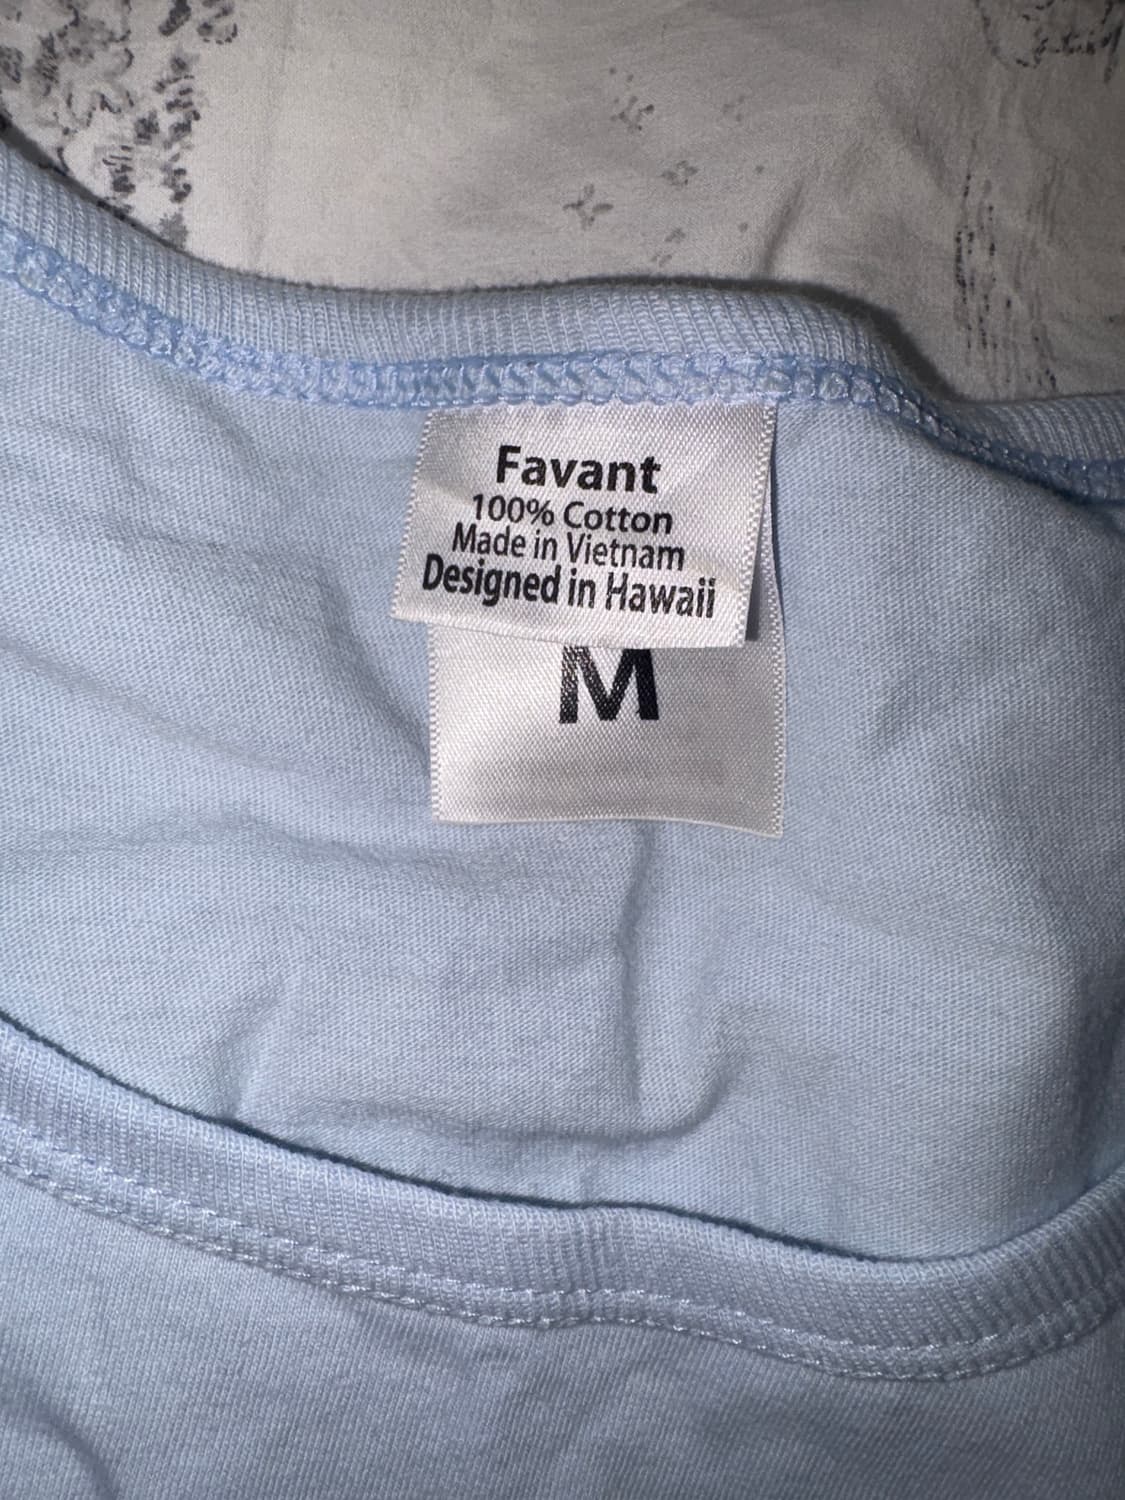 Favant
100% Cotton
Made in Vietnam
Designed in Hawaii
M